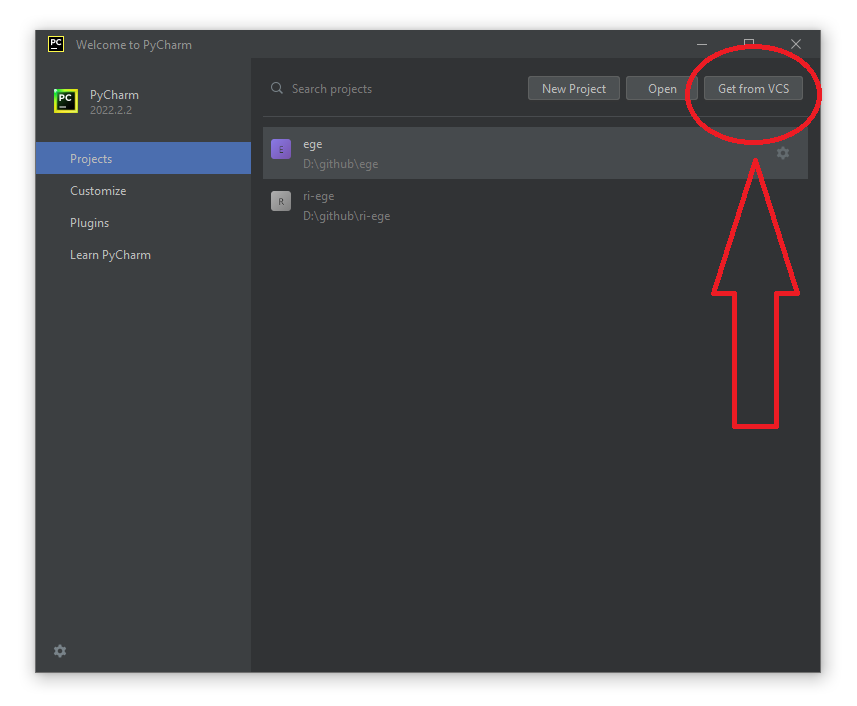 PC Welcome to PyCharm
PC PyCharm
2022.2.2
Search projects New Project Open Get from VCS
Projects
Customize
Plugins
Learn PyCharm
E ege
D:\github\ege
R ri-ege
D:\github\ri-ege